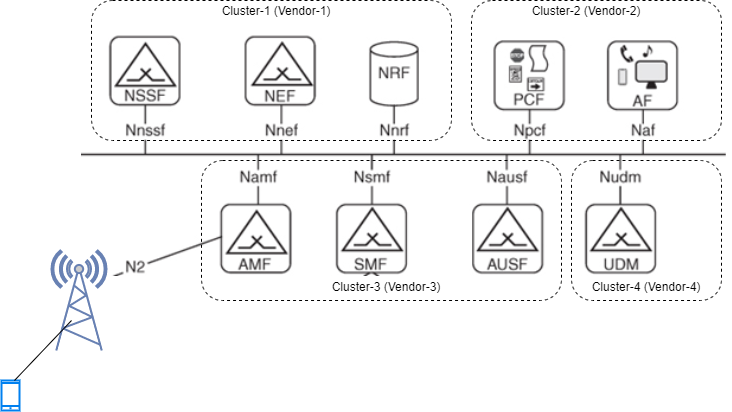 Cluster-1 (Vendor-1)
Cluster-2 (Vendor-2)
NSSF
NEF
NRF
PCF
AF
Nnssf
Nnef
Nnrf
Npcf
Naf
Namf
Nsmf
Nausf
Nudm
N2
AMF
SMF
AUSF
UDM
Cluster-3 (Vendor-3)
Cluster-4 (Vendor-4)